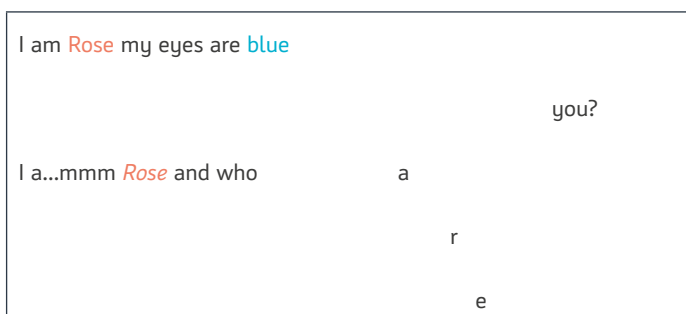 I am Rose my eyes are blue
you?
I a...mmm Rose and who a
r
e